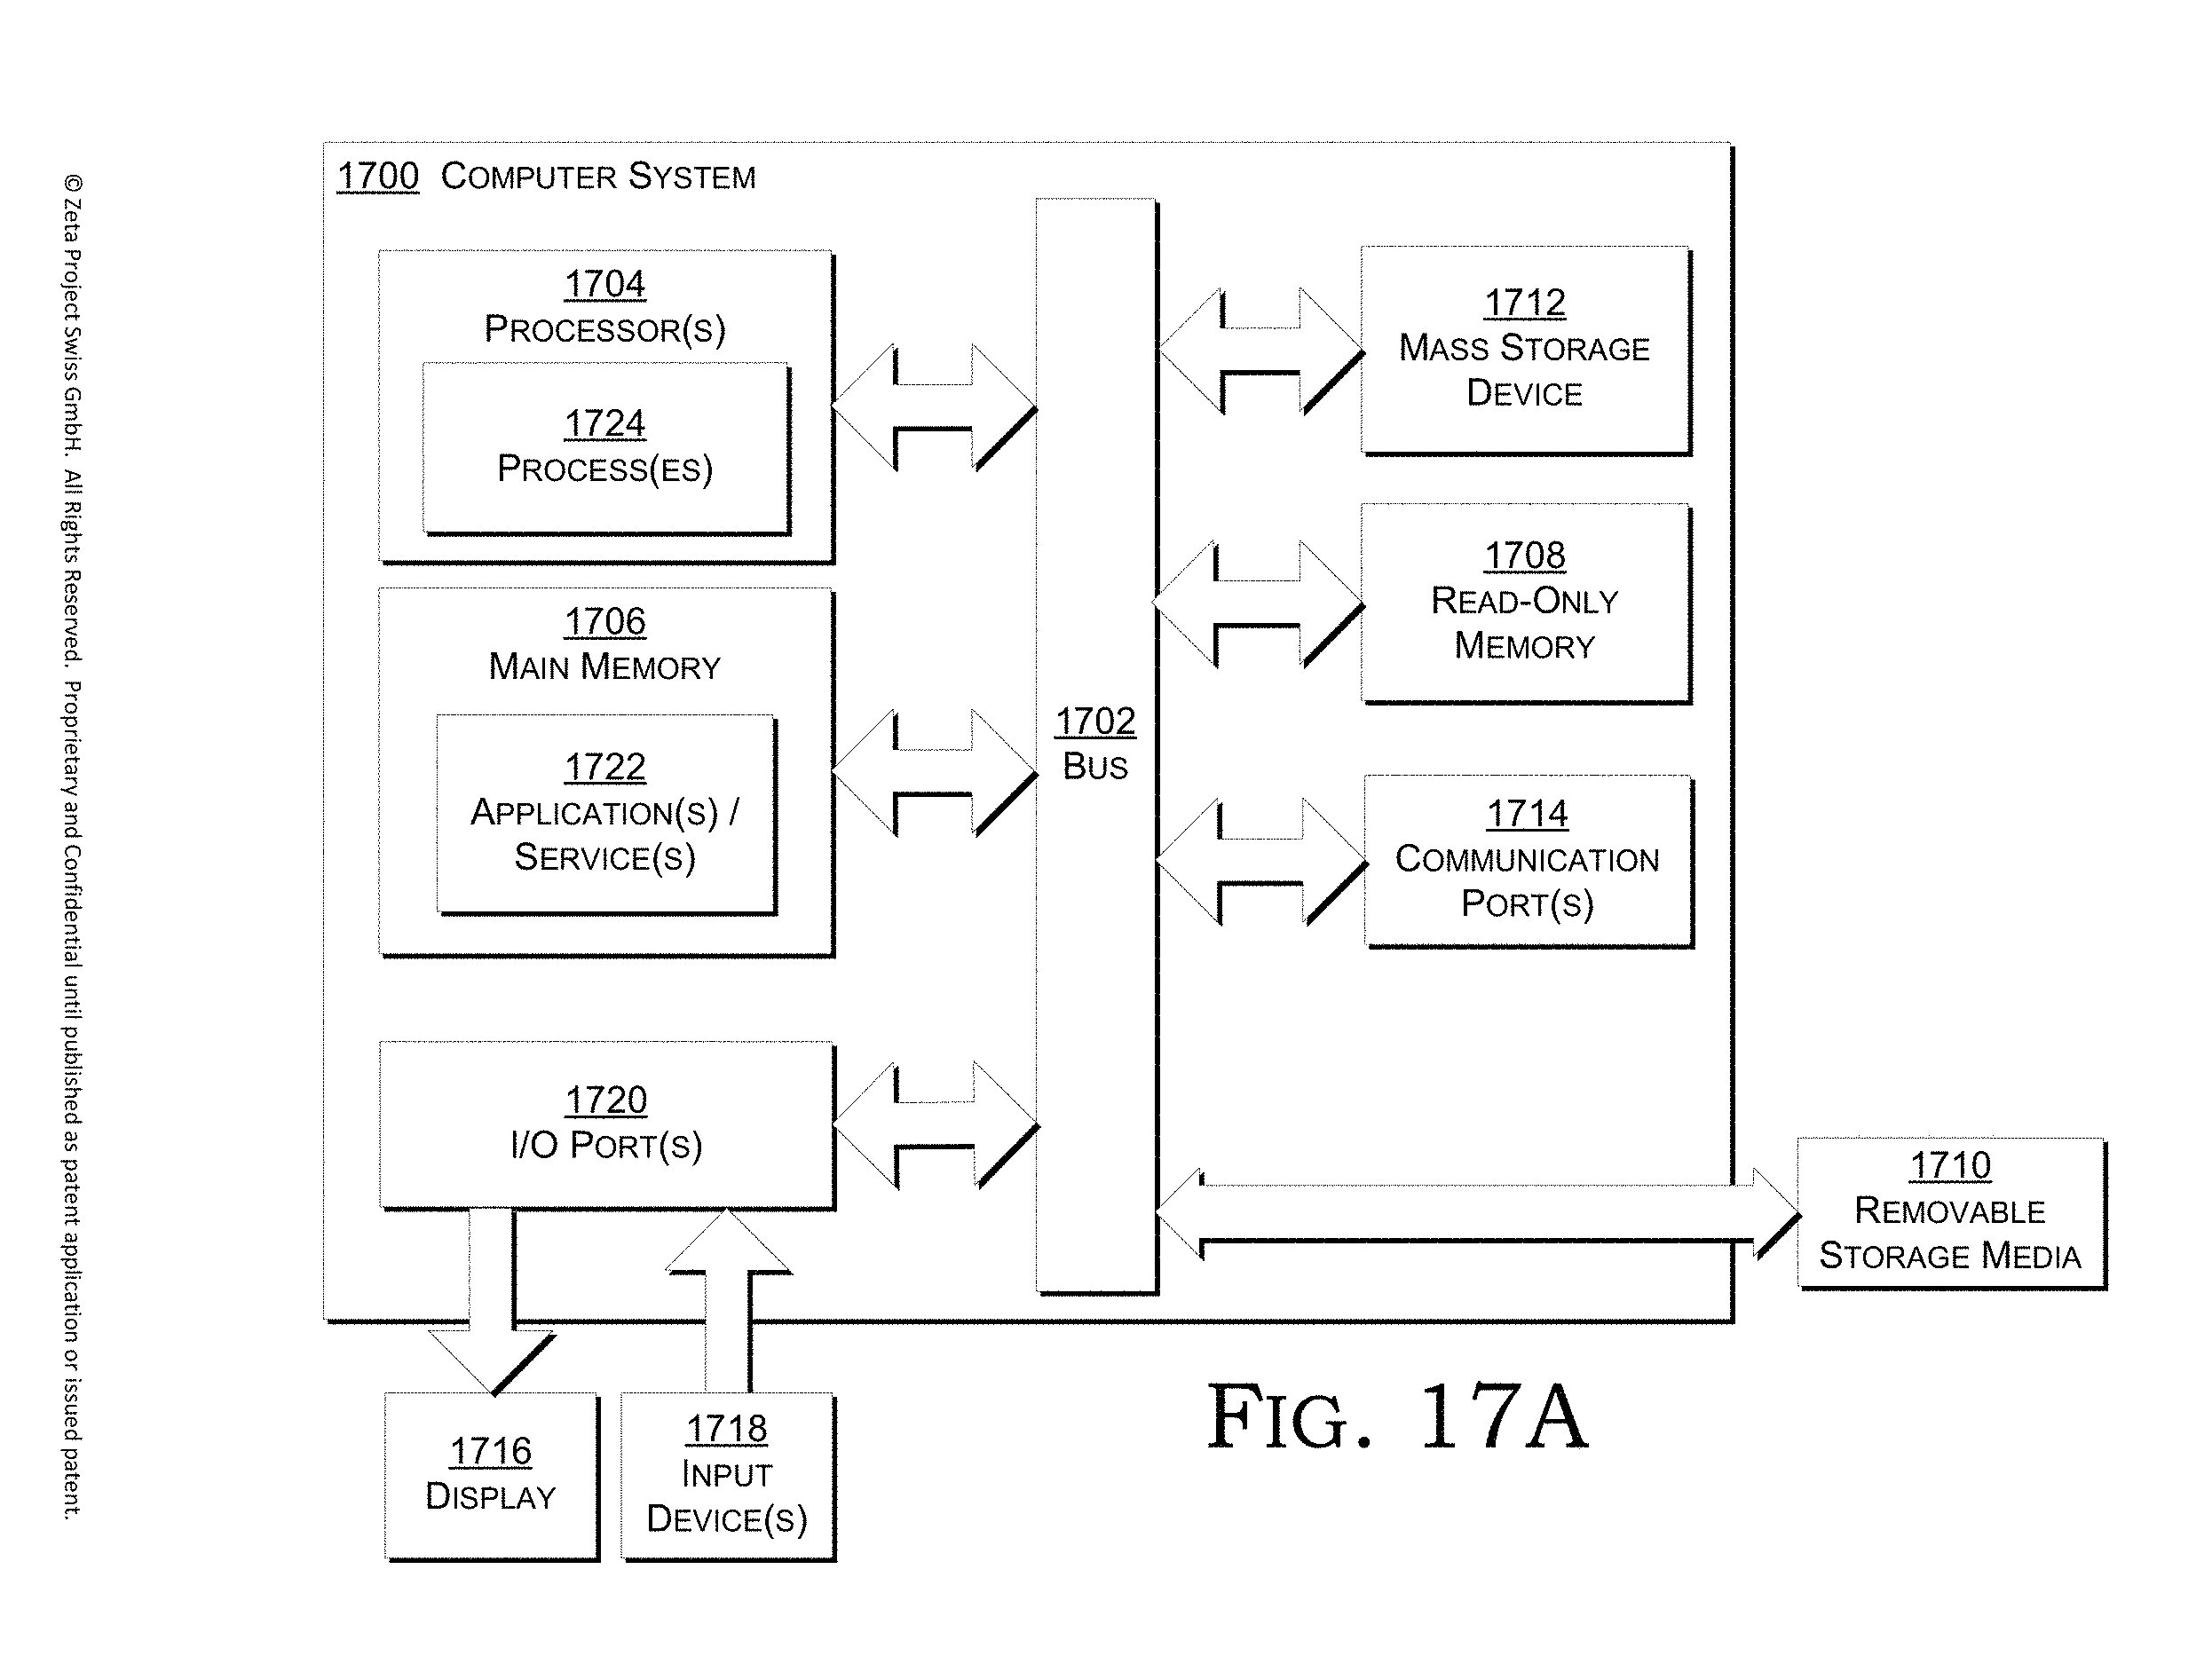 © Zeta Project Swiss GmbH. All Rights Reserved. Proprietary and Confidential until published as patent application or issued patent.
1700 COMPUTER SYSTEM
1704
PROCESSOR(S)
1724
PROCESS(ES)
1706
MAIN MEMORY
1722
APPLICATION(S) /
SERVICE(S)
1720
I/O PORT(S)
1702
BUS
1712
MASS STORAGE
DEVICE
1708
READ-ONLY
MEMORY
1714
COMMUNICATION
PORT(S)
1710
REMOVABLE
STORAGE MEDIA
1716
DISPLAY
1718
INPUT
DEVICE(S)
FIG. 17A